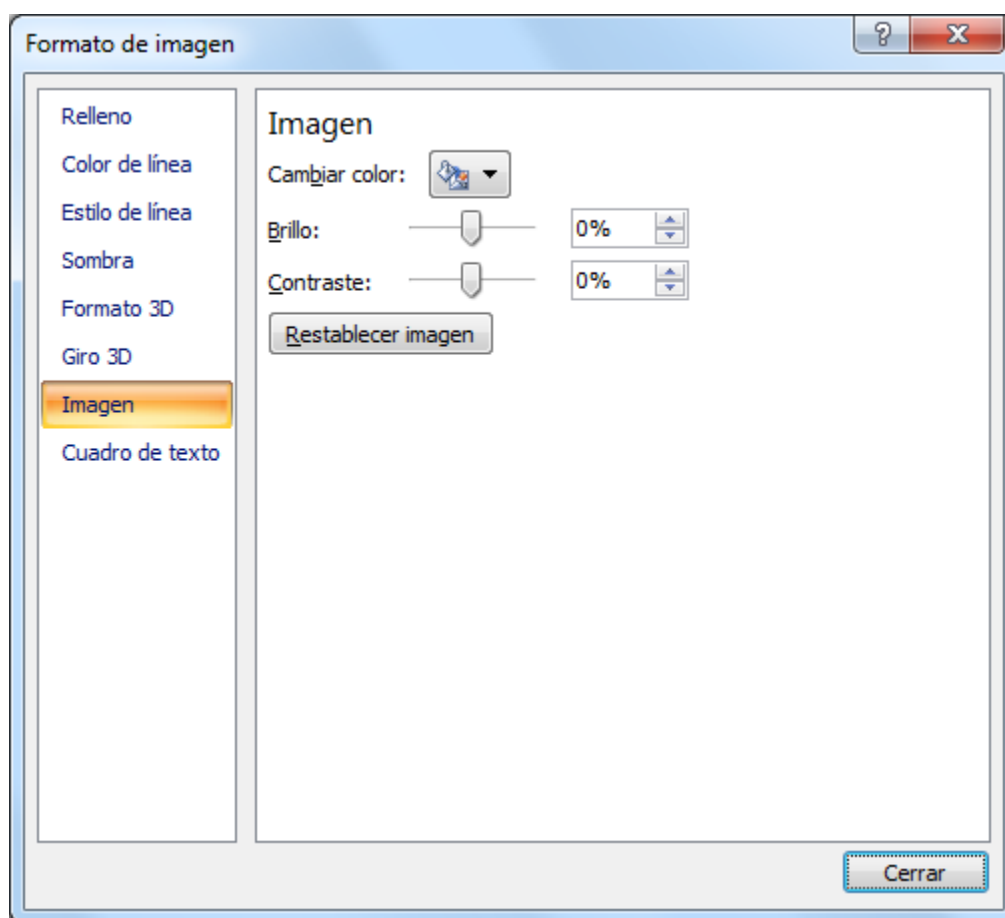 Formato de imagen
Relleno
Color de línea
Estilo de línea
Sombra
Formato 3D
Giro 3D
Imagen
Cuadro de texto
Imagen
Cambiar color:
Brillo: 0%
Contraste: 0%
Restablecer imagen
Cerrar